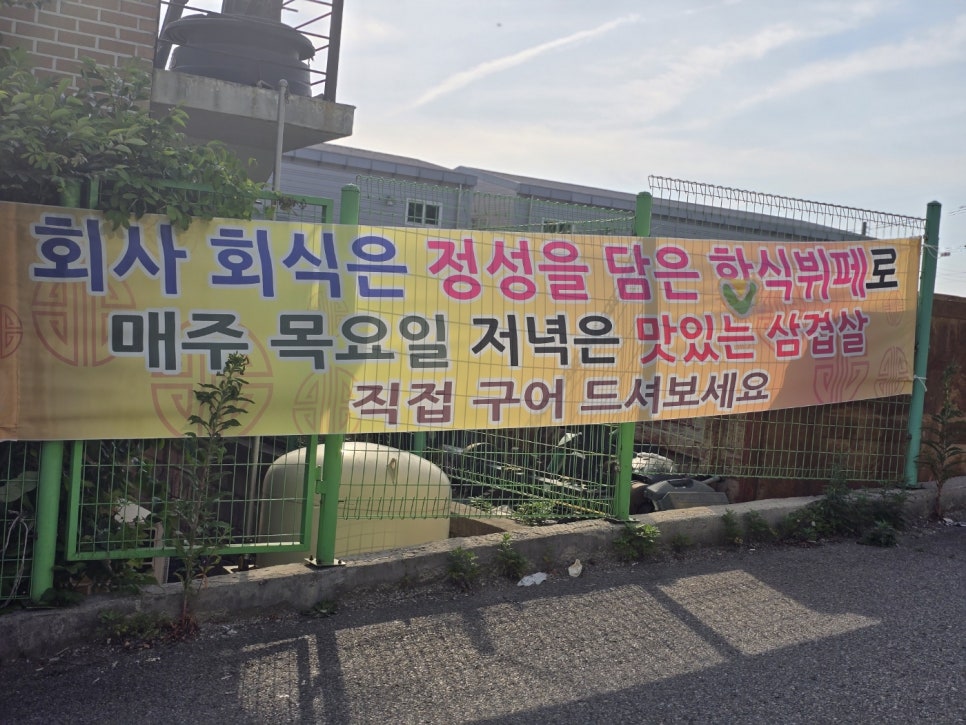 회사 회식은 정성을 담은 한식뷔페로
매주 목요일 저녁은 맛있는 삼겹살
직접 구어 드셔보세요